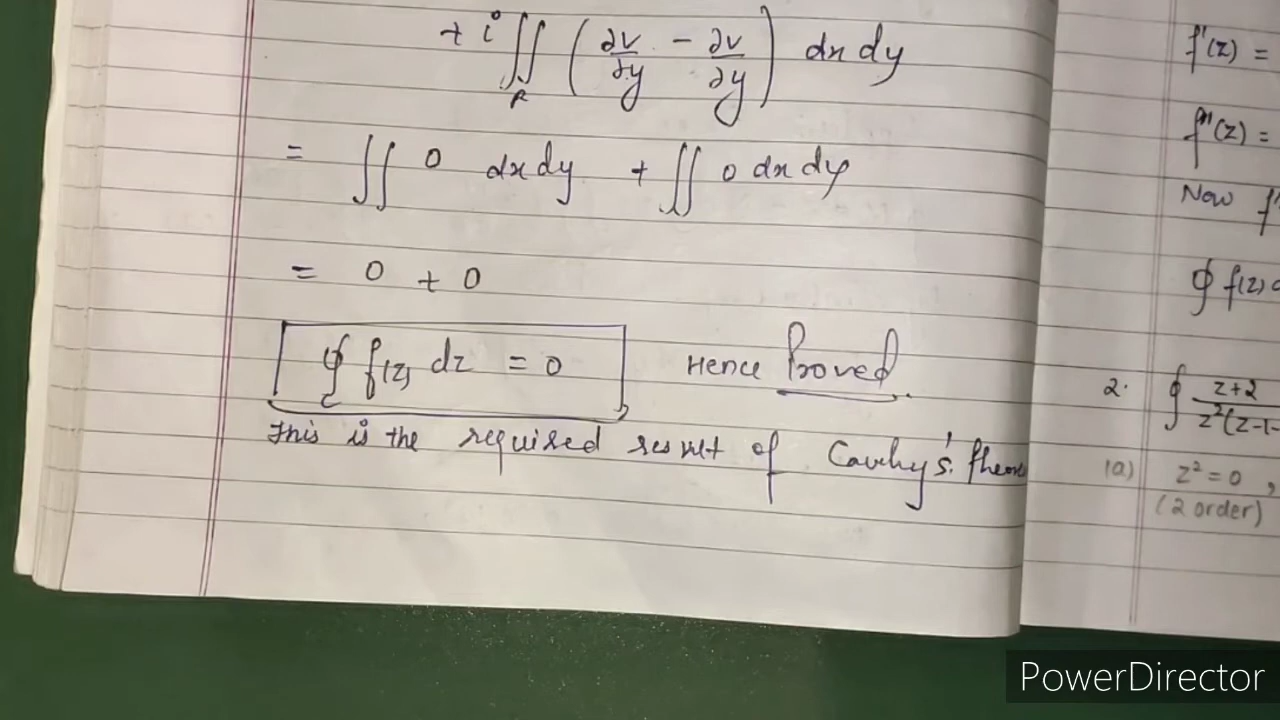 + i ∬_R (∂v/∂y − ∂v/∂y) dx dy
= ∬ 0 dx dy + ∬ 0 dx dy
= 0 + 0
∮_C f(z) dz = 0 Hence Proved.
This is the required result of Cauchy's
f'(z) =
f''(z) =
Now f'
∮ f(z)
2. ∮ z+2 / z²(z-1-
(a) z² = 0 ,
(2 order)
PowerDirector